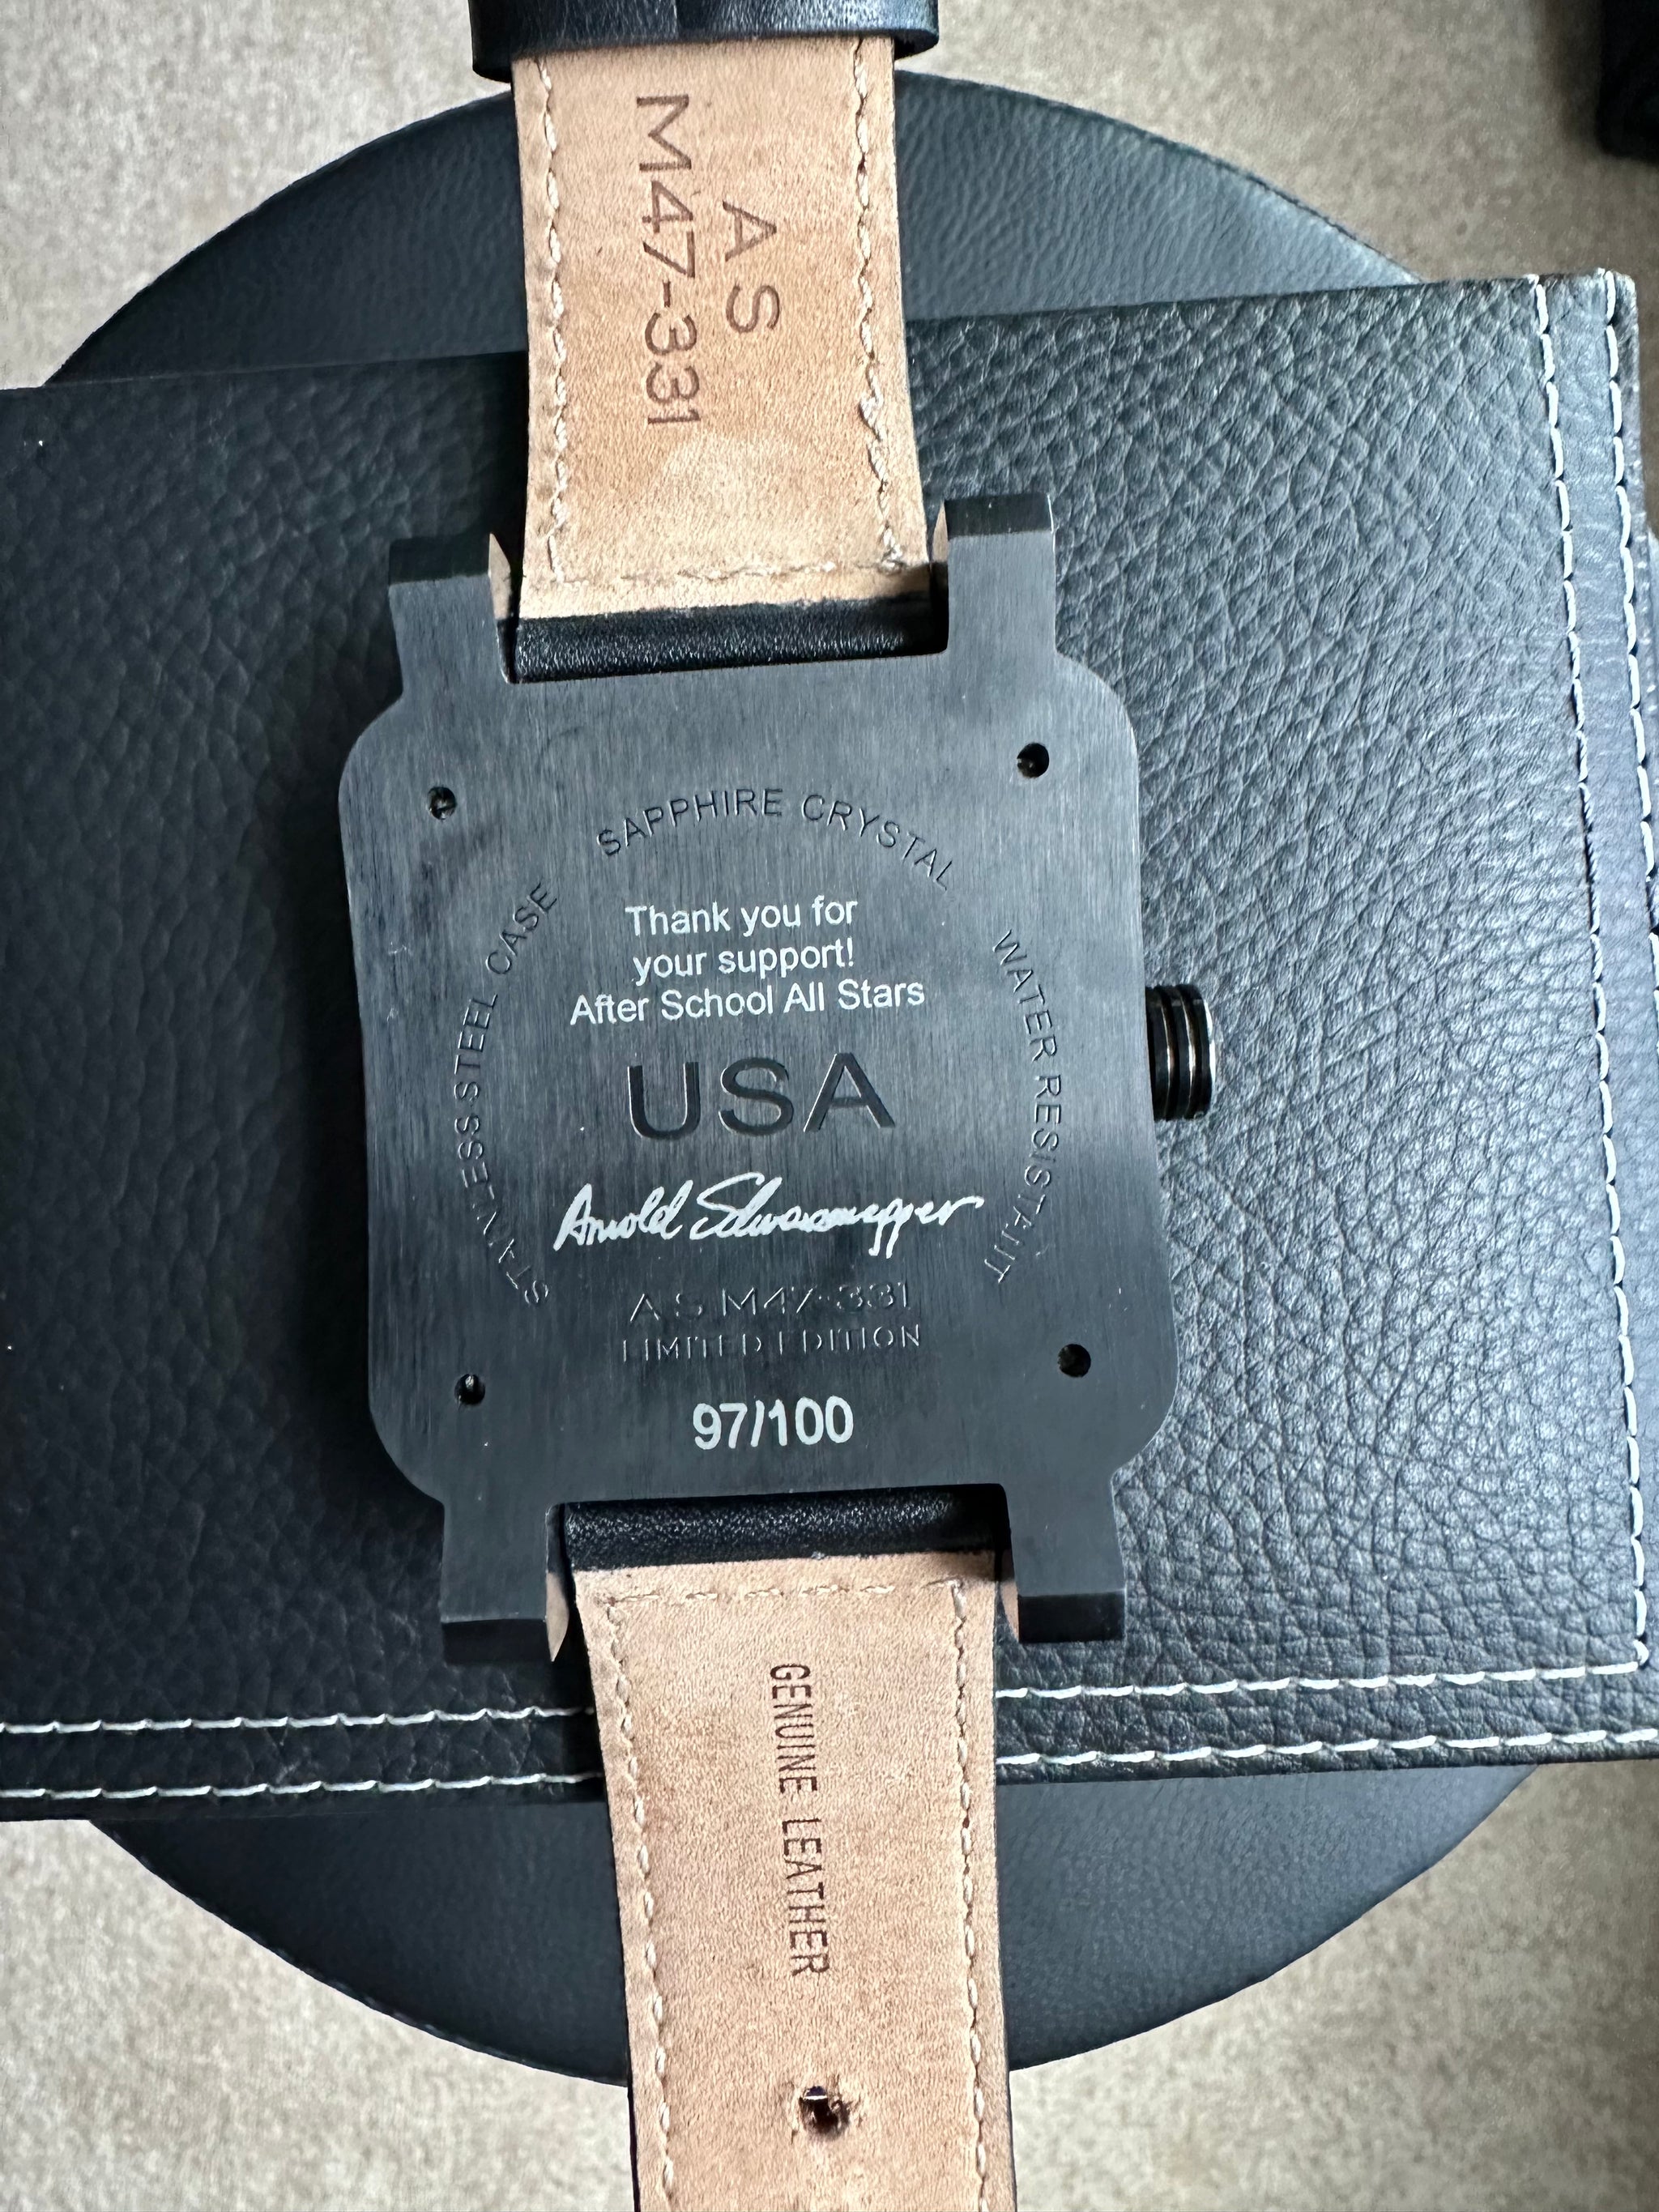 A S
M47-331
SAPPHIRE CRYSTAL
STAINLESS STEEL CASE
WATER RESISTANT
Thank you for
your support!
After School All Stars
USA
Arnold Schwarzenegger
A S M47-331
LIMITED EDITION
97/100
GENUINE LEATHER